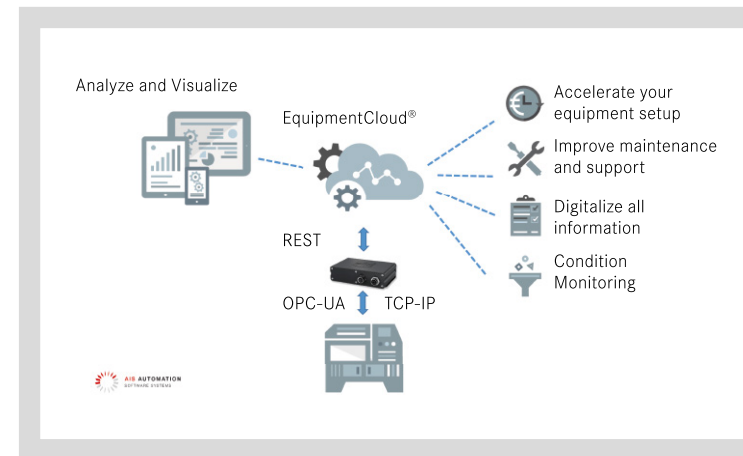 Analyze and Visualize
EquipmentCloud®
Accelerate your
equipment setup
Improve maintenance
and support
Digitalize all
information
Condition
Monitoring
REST
OPC-UA TCP-IP
AIS AUTOMATION
SOFTWARE SYSTEMS